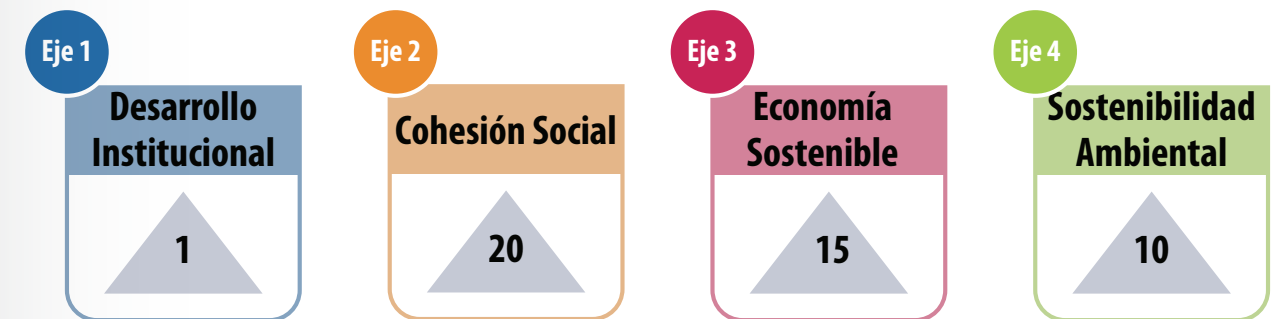 Eje 1
Desarrollo
Institucional
1
Eje 2
Cohesión Social
20
Eje 3
Economía
Sostenible
15
Eje 4
Sostenibilidad
Ambiental
10